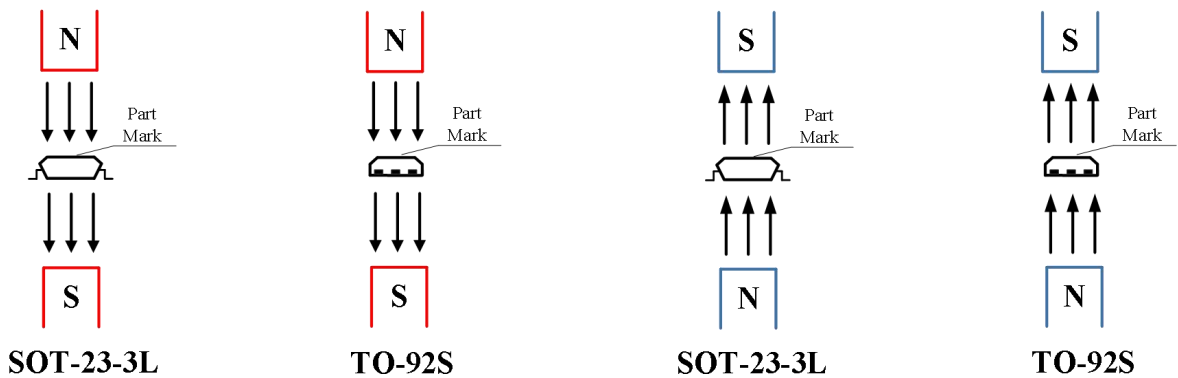 N
N
S
S
Part
Mark
Part
Mark
Part
Mark
Part
Mark
S
S
N
N
SOT-23-3L
TO-92S
SOT-23-3L
TO-92S